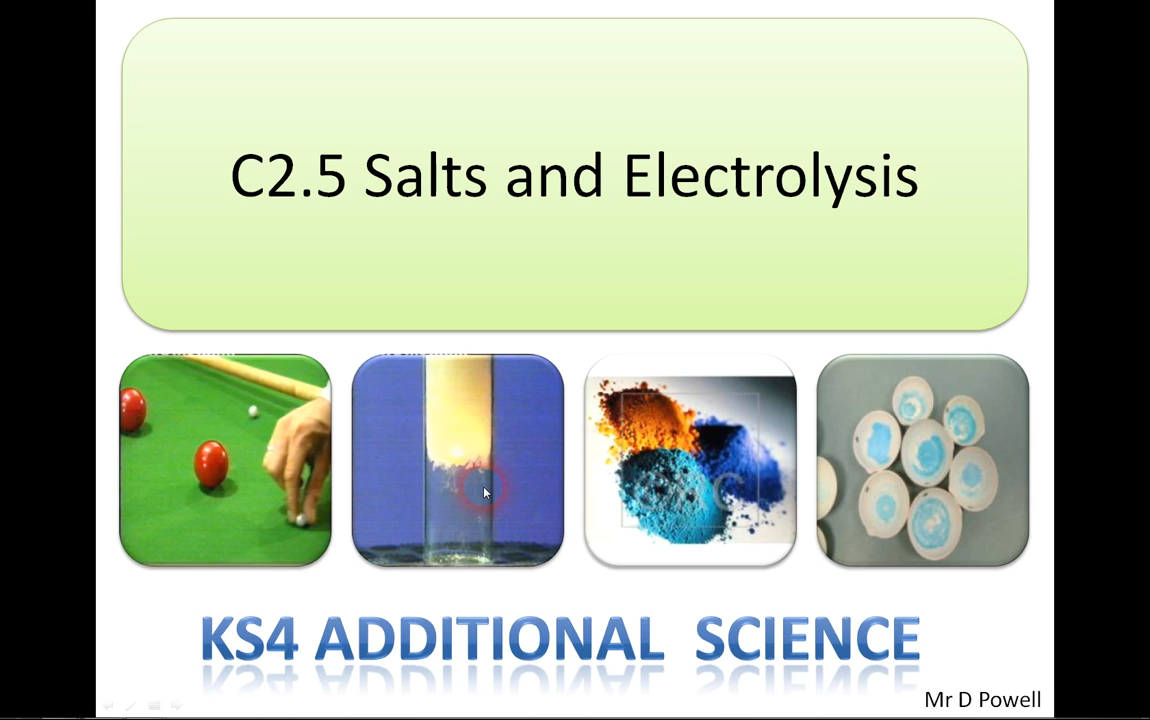 C2.5 Salts and Electrolysis
KS4 ADDITIONAL SCIENCE
Mr D Powell